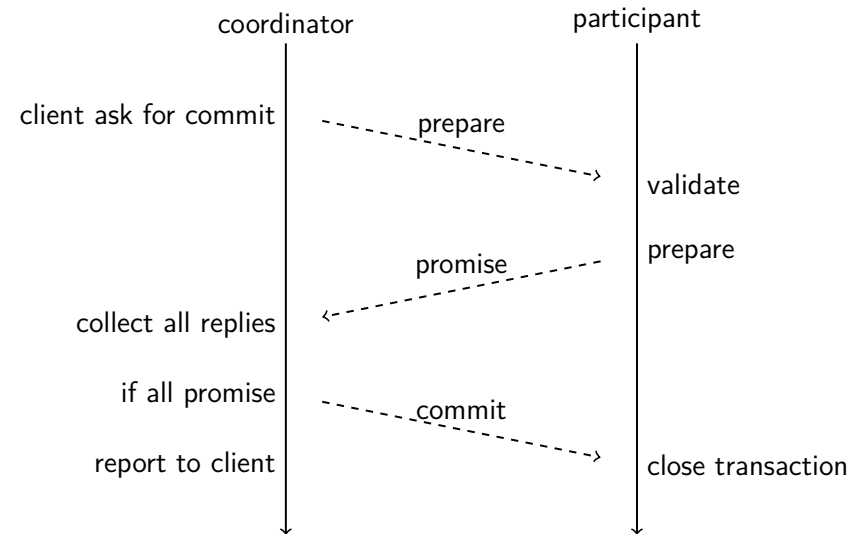 coordinator
participant
client ask for commit
prepare
validate
prepare
promise
collect all replies
if all promise
commit
report to client
close transaction